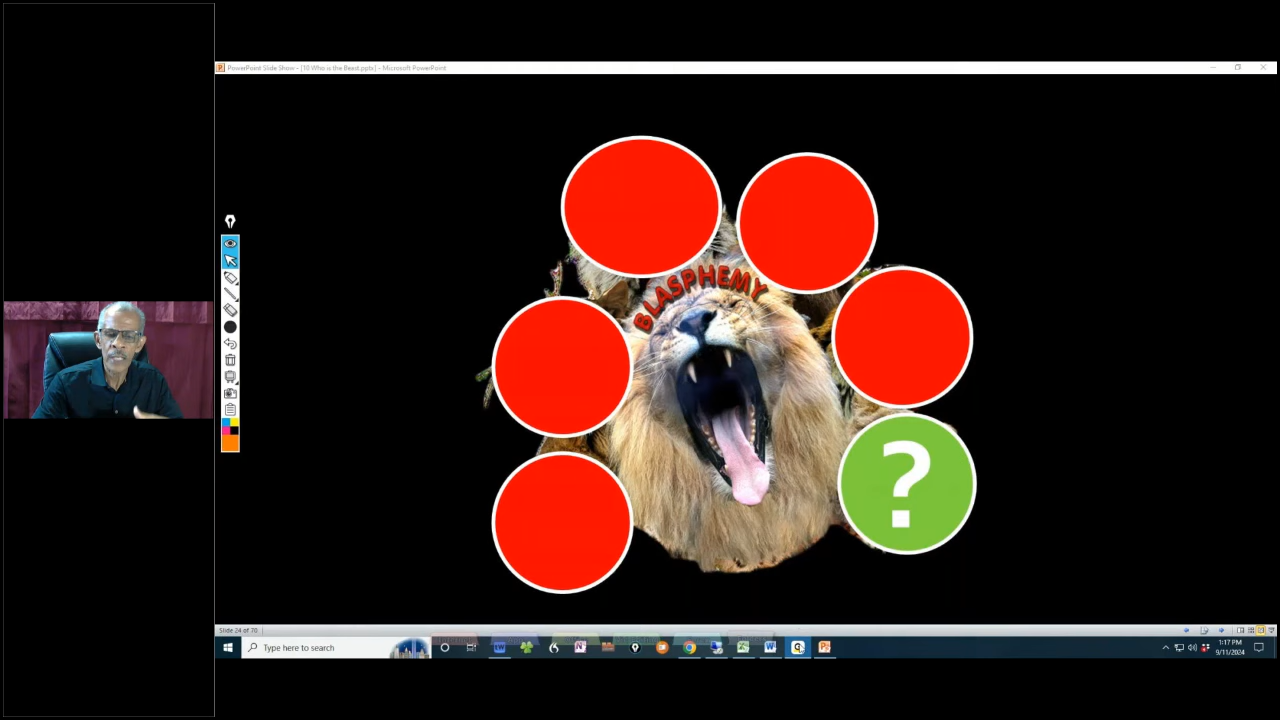 PowerPoint Slide Show - [10 Who is the Beast.pptx] - Microsoft PowerPoint
BLASPHEMY
?
Slide 24 of 70
Type here to search
1:17 PM
9/11/2024